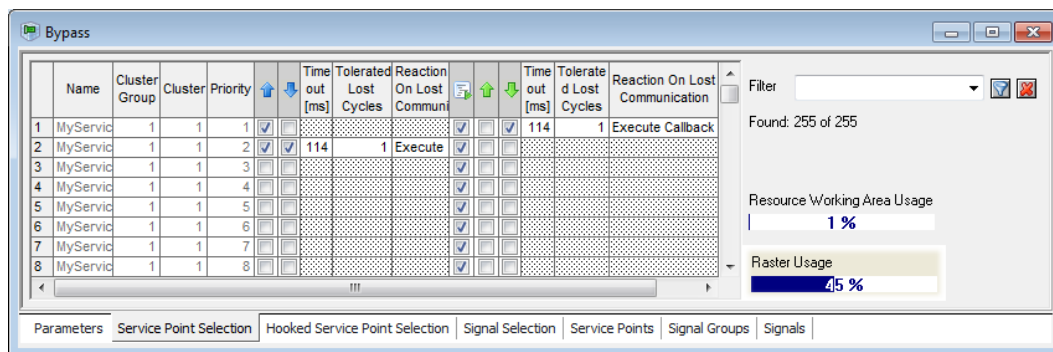 Bypass
Name Cluster Group Cluster Priority Time out [ms] Tolerated Lost Cycles Reaction On Lost Communi Time out [ms] Tolerate d Lost Cycles Reaction On Lost Communication
1 MyServic 1 1 1 114 1 Execute Callback
2 MyServic 1 1 2 114 1 Execute
3 MyServic 1 1 3
4 MyServic 1 1 4
5 MyServic 1 1 5
6 MyServic 1 1 6
7 MyServic 1 1 7
8 MyServic 1 1 8
Filter
Found: 255 of 255
Resource Working Area Usage
1 %
Raster Usage
45 %
Parameters Service Point Selection Hooked Service Point Selection Signal Selection Service Points Signal Groups Signals